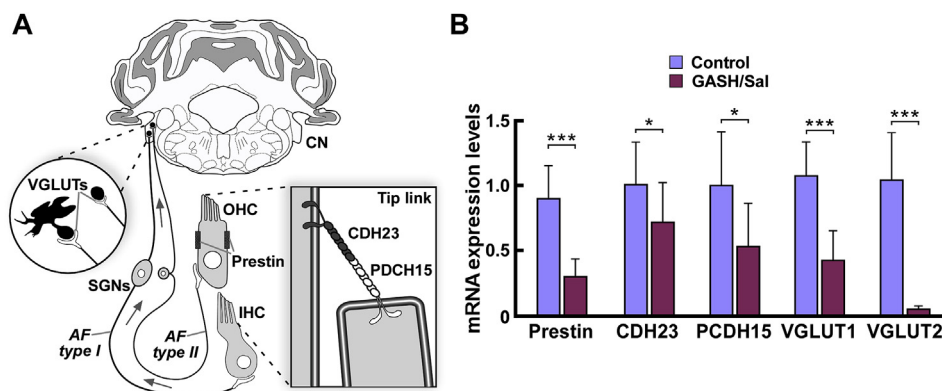 A
CN
VGLUTs
OHC
Prestin
SGNs
IHC
AF
type I
AF
type II
Tip link
CDH23
PDCH15
B
Control
GASH/Sal
mRNA expression levels
1.5
1.0
0.5
0
*** * * *** ***
Prestin CDH23 PCDH15 VGLUT1 VGLUT2